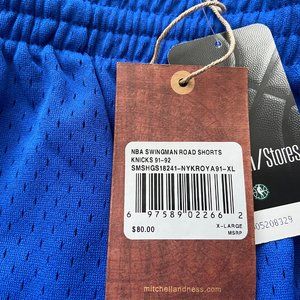 NBA SWINGMAN ROAD SHORTS
KNICKS 91-92
SMSHGS18241-NYKROYA91-XL
6 97589 02266 2
$80.00
X-LARGE
MSRP
mitchellandness.com
/Stores
05208329